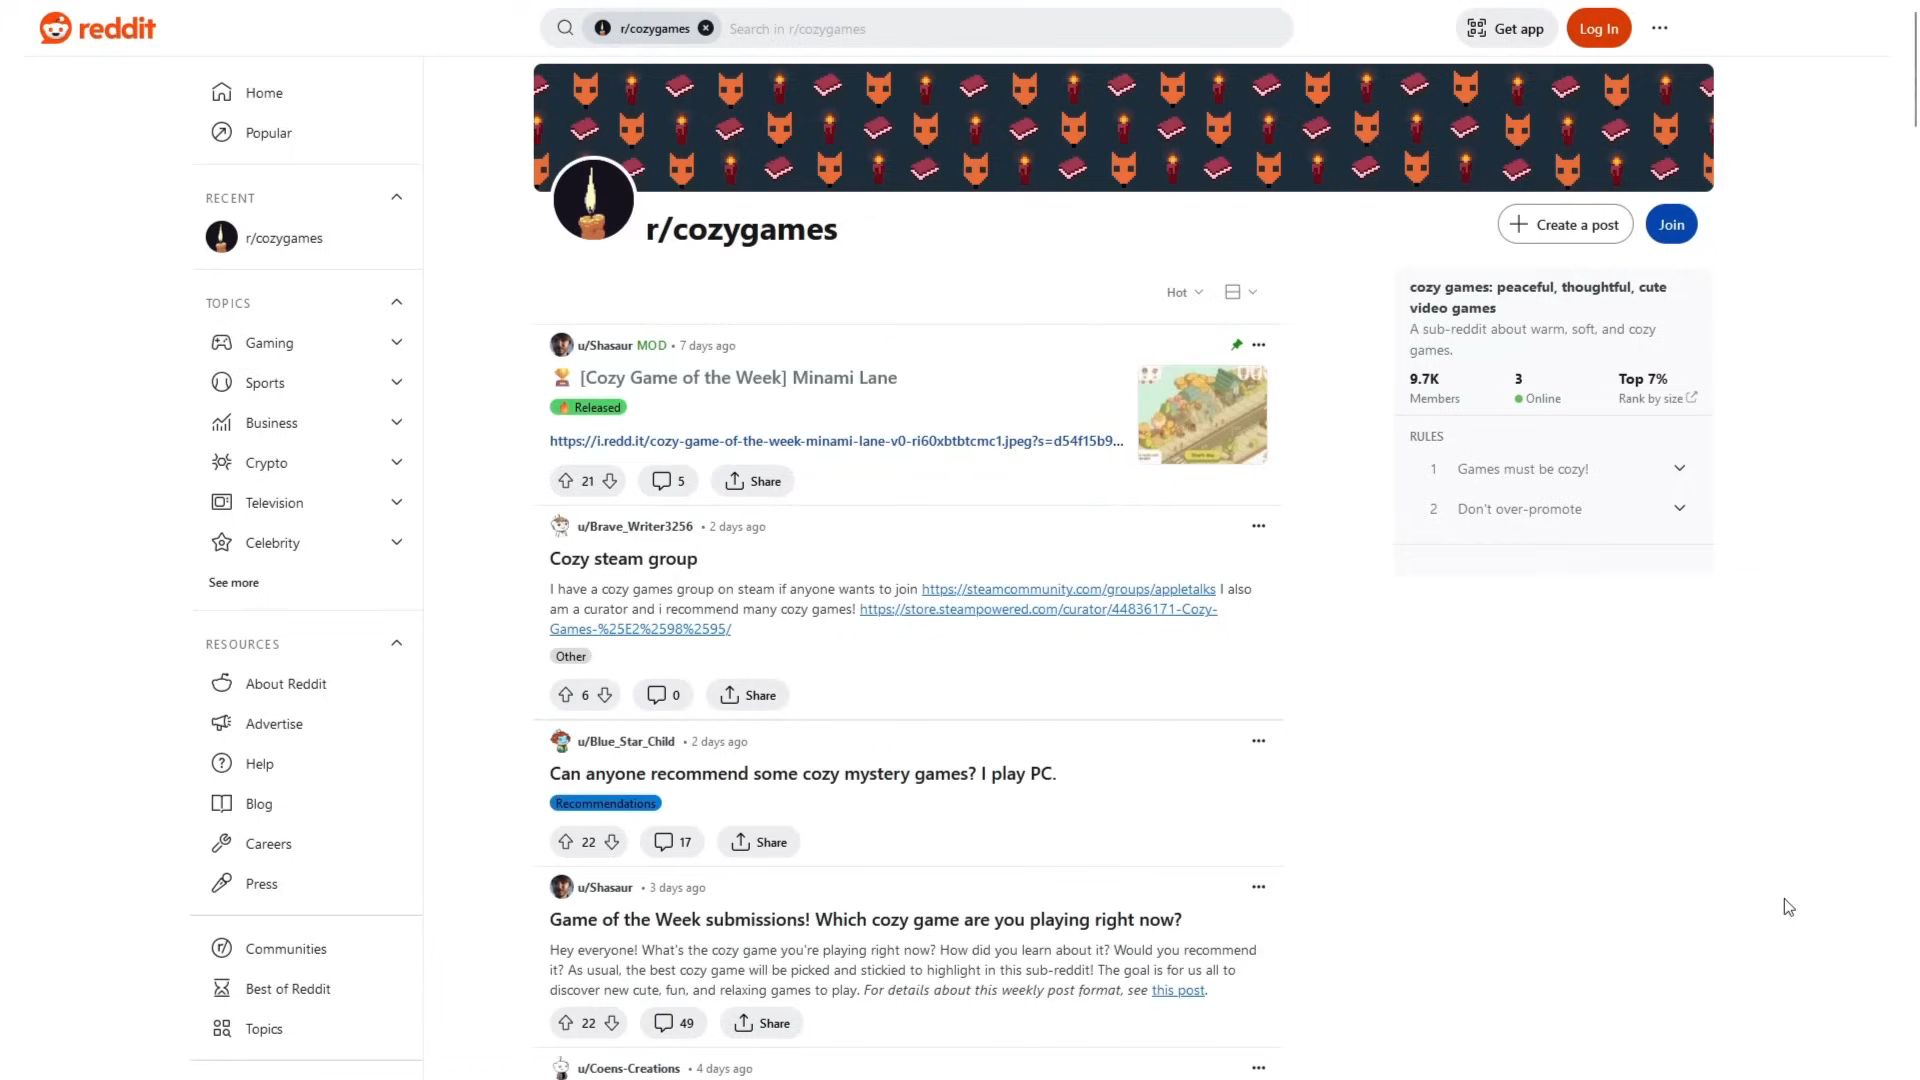 reddit
r/cozygames
Search in r/cozygames
Get app
Log In
Home
Popular
RECENT
r/cozygames
TOPICS
Gaming
Sports
Business
Crypto
Television
Celebrity
See more
RESOURCES
About Reddit
Advertise
Help
Blog
Careers
Press
Communities
Best of Reddit
Topics
r/cozygames
Create a post
Join
Hot
u/Shasaur MOD • 7 days ago
[Cozy Game of the Week] Minami Lane
Released
https://i.redd.it/cozy-game-of-the-week-minami-lane-v0-ri60xbtbtcmc1.jpeg?s=d54f15b9...
21
5
Share
u/Brave_Writer3256 • 2 days ago
Cozy steam group
I have a cozy games group on steam if anyone wants to join https://steamcommunity.com/groups/appletalks I also
am a curator and i recommend many cozy games! https://store.steampowered.com/curator/44836171-Cozy-
Games-%25E2%2598%2595/
Other
6
0
Share
u/Blue_Star_Child • 2 days ago
Can anyone recommend some cozy mystery games? I play PC.
Recommendations
22
17
Share
u/Shasaur • 3 days ago
Game of the Week submissions! Which cozy game are you playing right now?
Hey everyone! What's the cozy game you're playing right now? How did you learn about it? Would you recommend
it? As usual, the best cozy game will be picked and stickied to highlight in this sub-reddit! The goal is for us all to
discover new cute, fun, and relaxing games to play. For details about this weekly post format, see this post.
22
49
Share
u/Coens-Creations • 4 days ago
cozy games: peaceful, thoughtful, cute
video games
A sub-reddit about warm, soft, and cozy
games.
9.7K
Members
3
Online
Top 7%
Rank by size
RULES
1 Games must be cozy!
2 Don't over-promote